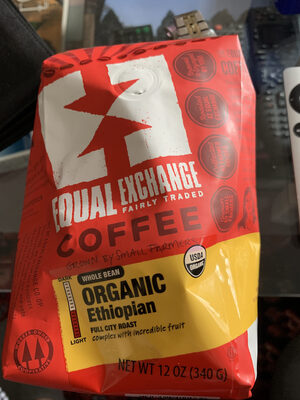 EQUAL EXCHANGE
FAIRLY TRADED
COFFEE
GROWN BY SMALL FARMERS
USDA
ORGANIC
DARK
WHOLE BEAN
ORGANIC
Ethiopian
FULL CITY ROAST
complex with incredible fruit
LIGHT
NET WT 12 OZ (340 G)